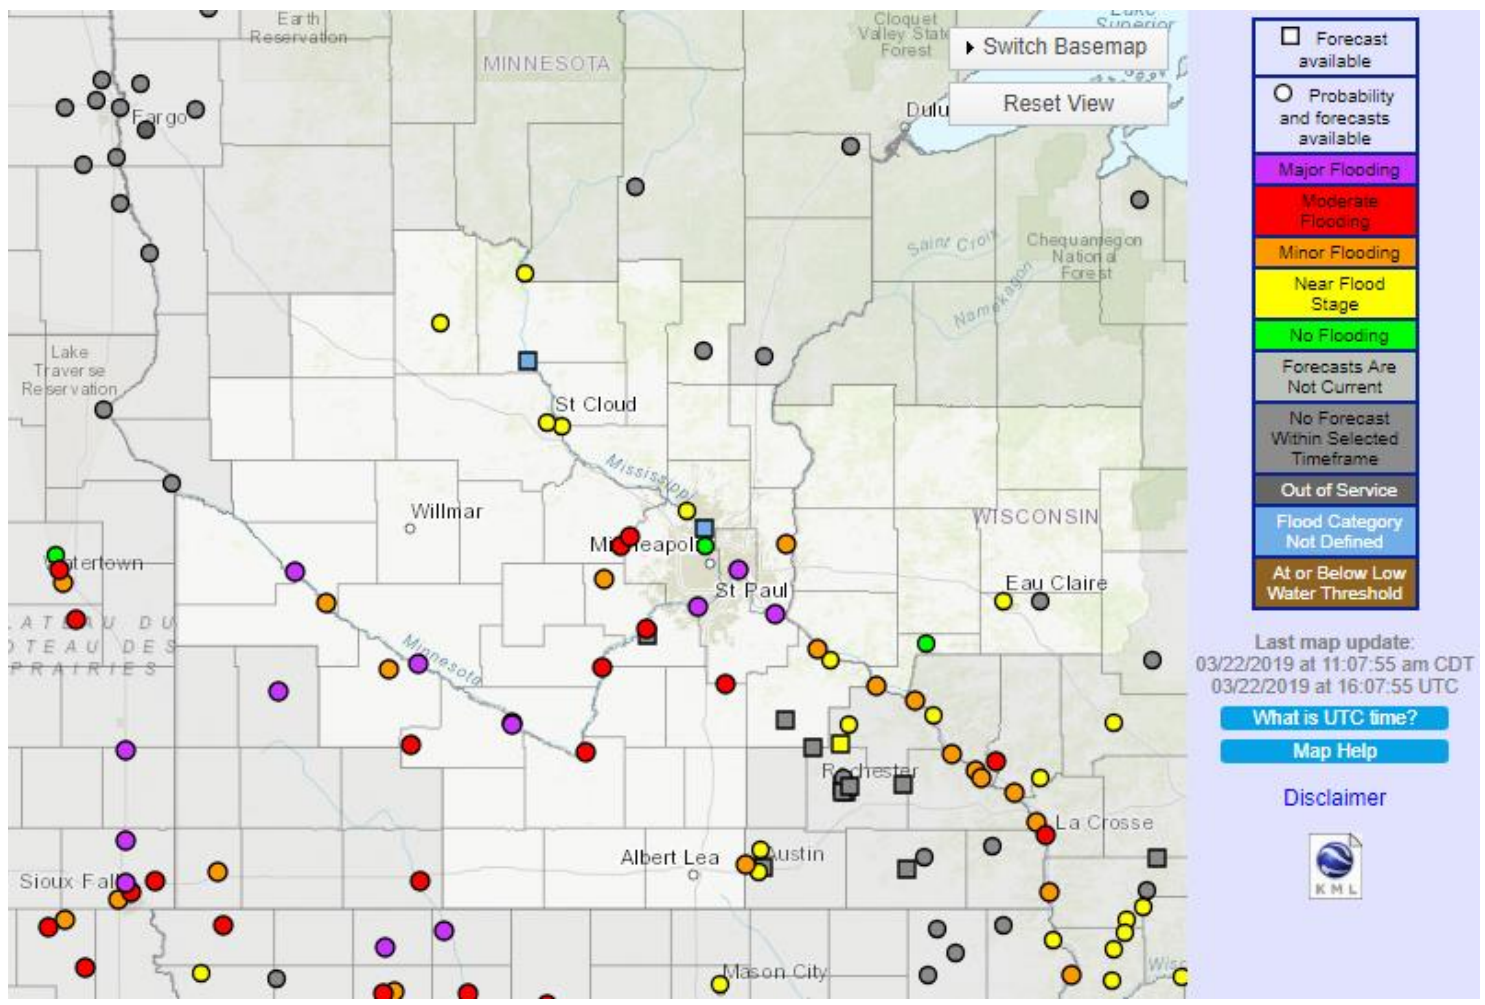 Earth
Reservation
MINNESOTA
Cloquet
Valley State
Forest
Lake
Superior
Switch Basemap
Reset View
Dulu
Fargo
Saint Croix
Chequamegon
National
Forest
Namekagon
Lake
Traverse
Reservation
St Cloud
Mississippi
Willmar
WISCONSIN
Eau Claire
St Paul
PRAIRIES
Minnesota
La Crosse
Albert Lea
Austin
Mason City
Forecast
available
Probability
and forecasts
available
Major Flooding
Moderate
Flooding
Minor Flooding
Near Flood
Stage
No Flooding
Forecasts Are
Not Current
No Forecast
Within Selected
Timeframe
Out of Service
Flood Category
Not Defined
At or Below Low
Water Threshold
Last map update:
03/22/2019 at 11:07:55 am CDT
03/22/2019 at 16:07:55 UTC
What is UTC time?
Map Help
Disclaimer
KML